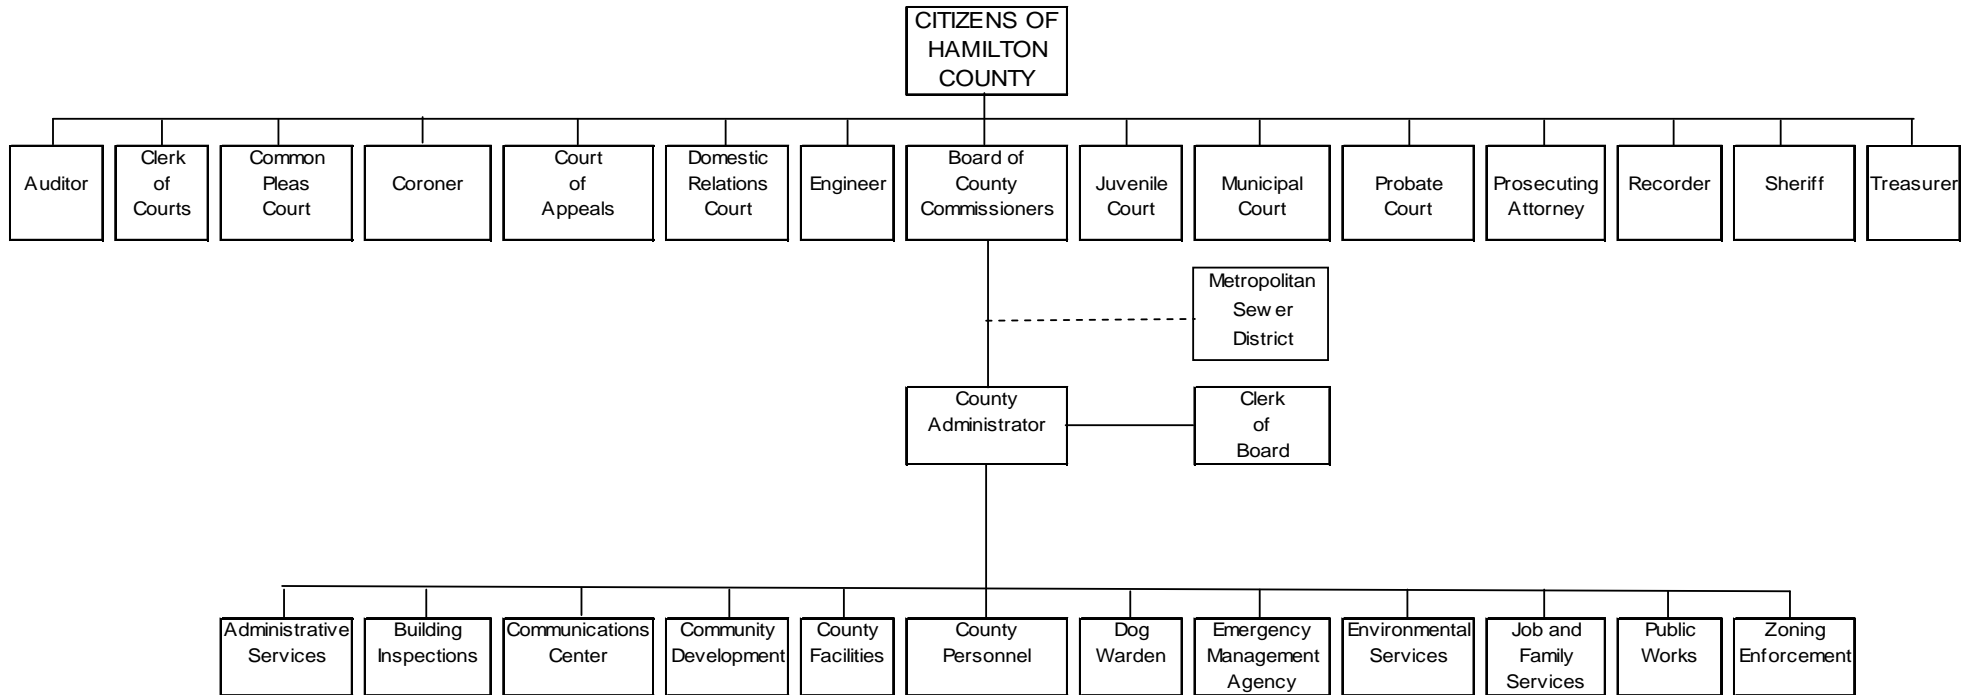 CITIZENS OF
HAMILTON
COUNTY
Auditor
Clerk
of
Courts
Common
Pleas
Court
Coroner
Court
of
Appeals
Domestic
Relations
Court
Engineer
Board of
County
Commissioners
Juvenile
Court
Municipal
Court
Probate
Court
Prosecuting
Attorney
Recorder
Sheriff
Treasurer
Metropolitan
Sewer
District
County
Administrator
Clerk
of
Board
Administrative
Services
Building
Inspections
Communications
Center
Community
Development
County
Facilities
County
Personnel
Dog
Warden
Emergency
Management
Agency
Environmental
Services
Job and
Family
Services
Public
Works
Zoning
Enforcement